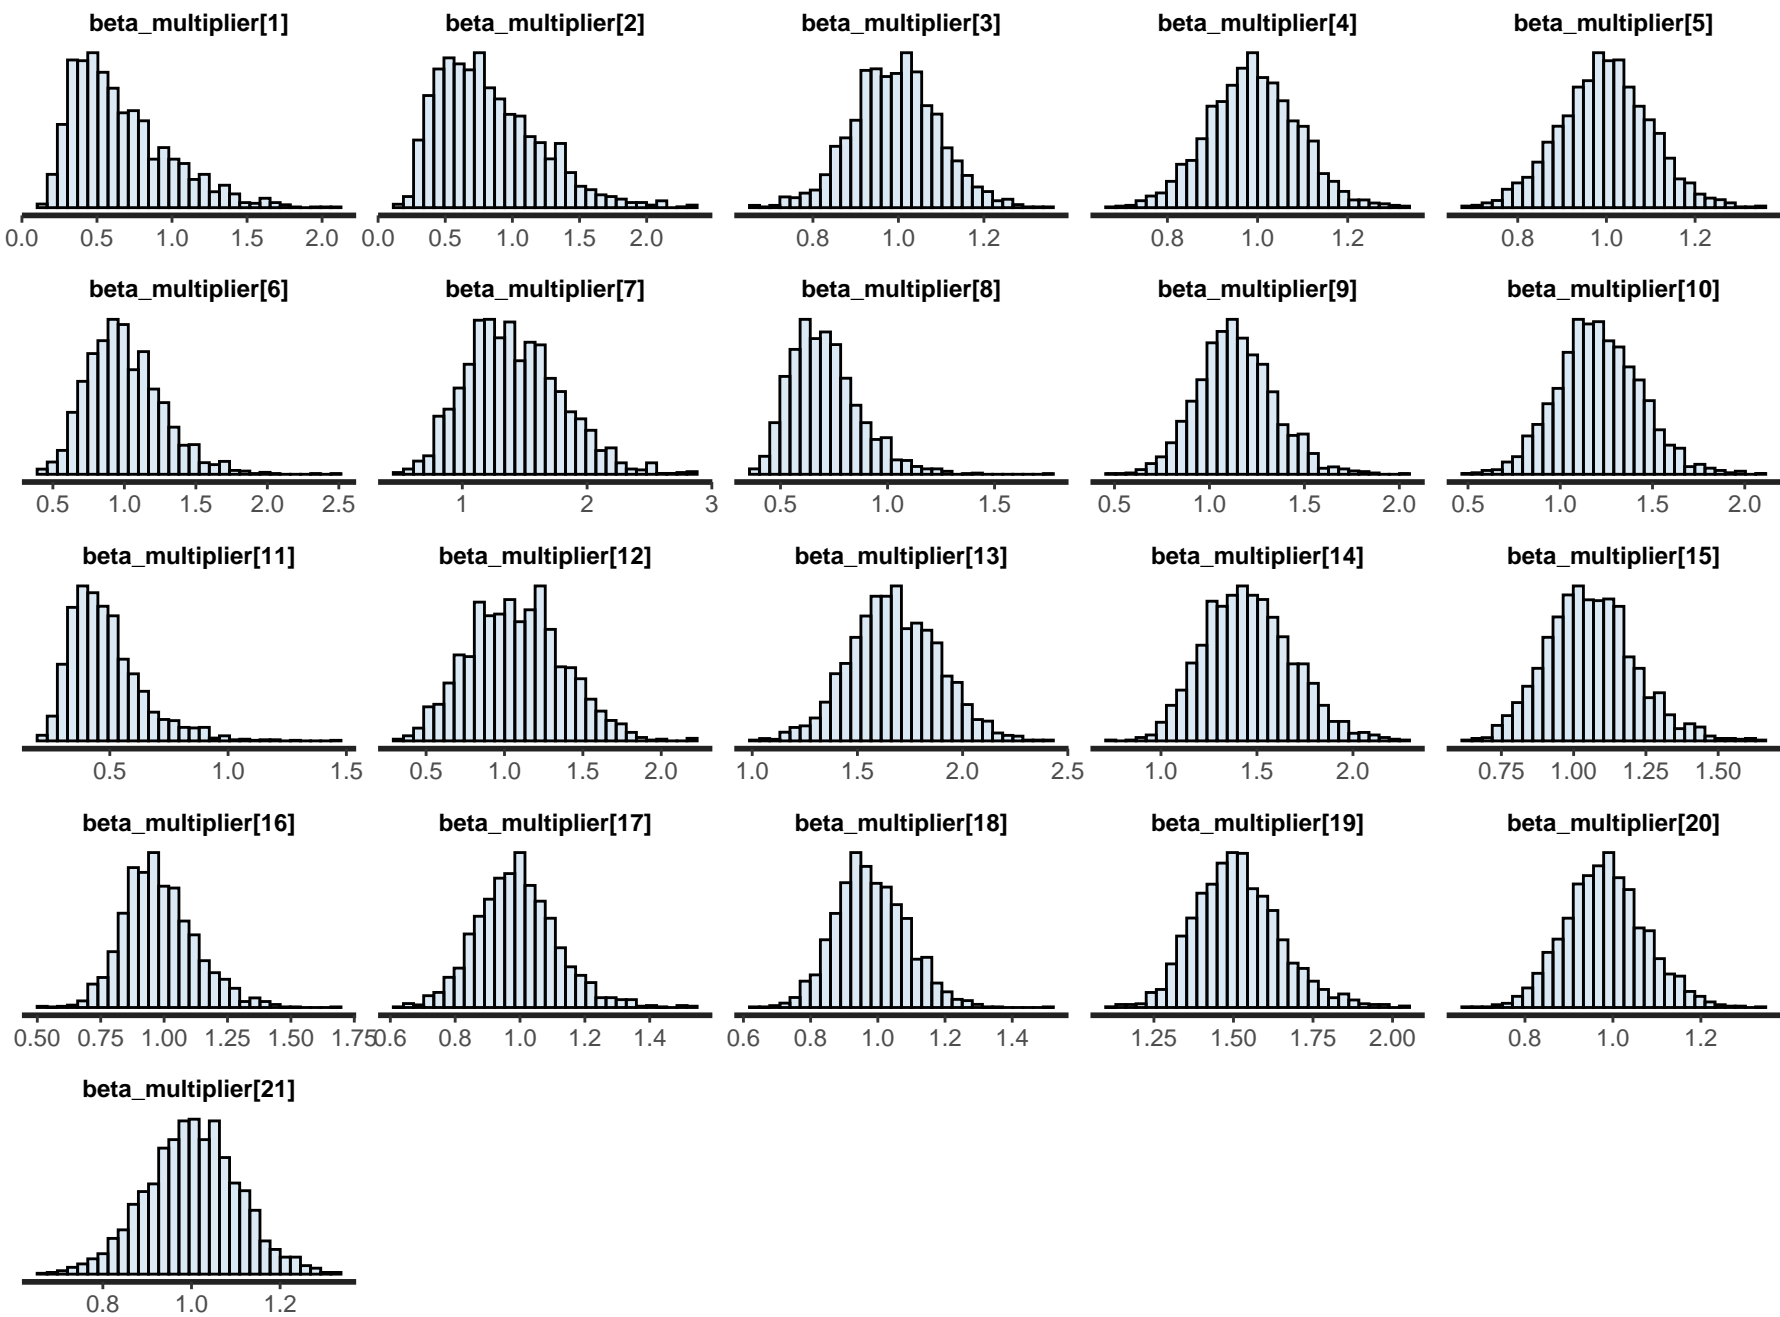 beta_multiplier[1] beta_multiplier[2] beta_multiplier[3] beta_multiplier[4] beta_multiplier[5]
0.0 0.5 1.0 1.5 2.0 0.0 0.5 1.0 1.5 2.0 0.8 1.0 1.2 0.8 1.0 1.2 0.8 1.0 1.2
beta_multiplier[6] beta_multiplier[7] beta_multiplier[8] beta_multiplier[9] beta_multiplier[10]
0.5 1.0 1.5 2.0 2.5 1 2 3 0.5 1.0 1.5 0.5 1.0 1.5 2.0 0.5 1.0 1.5 2.0
beta_multiplier[11] beta_multiplier[12] beta_multiplier[13] beta_multiplier[14] beta_multiplier[15]
0.5 1.0 1.5 0.5 1.0 1.5 2.0 1.0 1.5 2.0 2.5 1.0 1.5 2.0 0.75 1.00 1.25 1.50
beta_multiplier[16] beta_multiplier[17] beta_multiplier[18] beta_multiplier[19] beta_multiplier[20]
0.50 0.75 1.00 1.25 1.50 1.75 0.6 0.8 1.0 1.2 1.4 0.6 0.8 1.0 1.2 1.4 1.25 1.50 1.75 2.00 0.8 1.0 1.2
beta_multiplier[21]
0.8 1.0 1.2